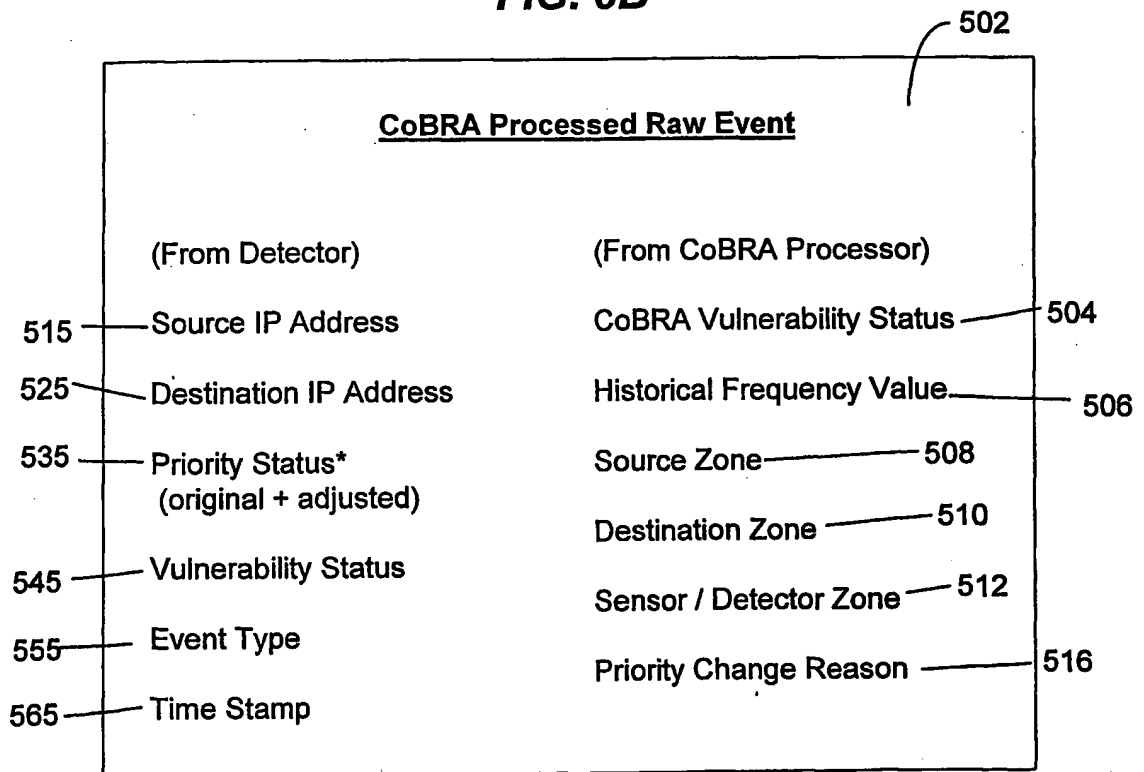 502
CoBRA Processed Raw Event
(From Detector)
(From CoBRA Processor)
515
Source IP Address
CoBRA Vulnerability Status
504
525
Destination IP Address
Historical Frequency Value
506
535
Priority Status*
(original + adjusted)
Source Zone
508
Destination Zone
510
545
Vulnerability Status
Sensor / Detector Zone
512
555
Event Type
Priority Change Reason
516
565
Time Stamp